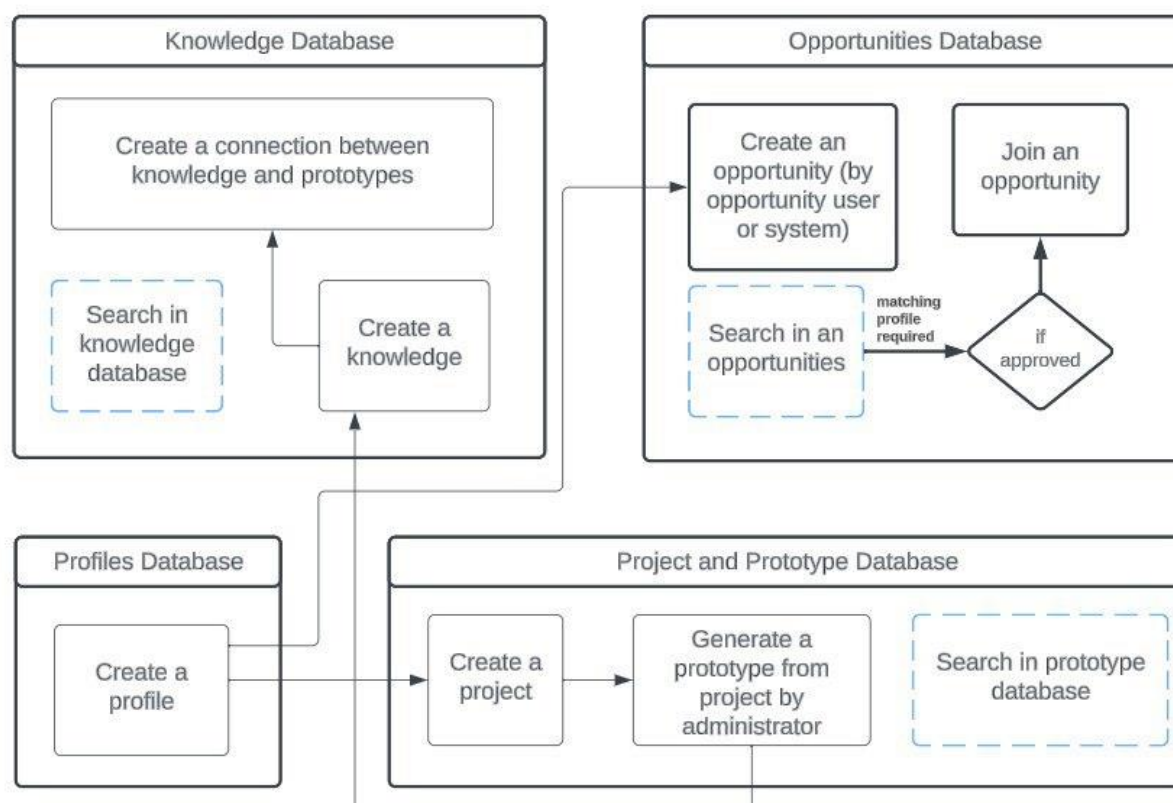 Knowledge Database
Create a connection between
knowledge and prototypes
Search in
knowledge
database
Create a
knowledge
Opportunities Database
Create an
opportunity (by
opportunity user
or system)
Join an
opportunity
Search in an
opportunities
matching
profile
required
if
approved
Profiles Database
Create a
profile
Project and Prototype Database
Create a
project
Generate a
prototype from
project by
administrator
Search in prototype
database